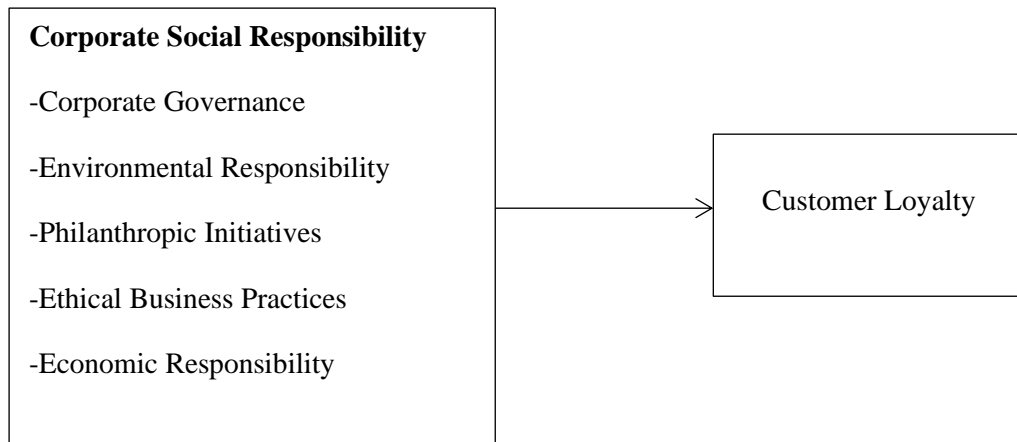 Corporate Social Responsibility
-Corporate Governance
-Environmental Responsibility
-Philanthropic Initiatives
-Ethical Business Practices
-Economic Responsibility
Customer Loyalty